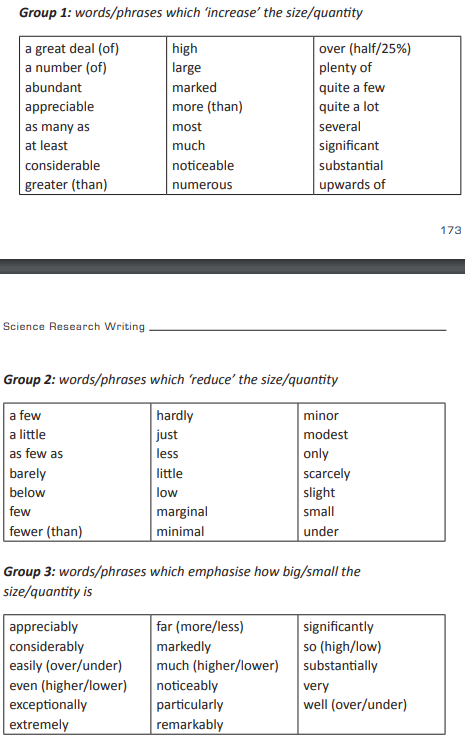 Group 1: words/phrases which ‘increase’ the size/quantity
a great deal (of) high over (half/25%)
a number (of) large plenty of
abundant marked quite a few
appreciable more (than) quite a lot
as many as most several
at least much significant
considerable noticeable substantial
greater (than) numerous upwards of
173
Science Research Writing
Group 2: words/phrases which ‘reduce’ the size/quantity
a few hardly minor
a little just modest
as few as less only
barely little scarcely
below low slight
few marginal small
fewer (than) minimal under
Group 3: words/phrases which emphasise how big/small the
size/quantity is
appreciably far (more/less) significantly
considerably markedly so (high/low)
easily (over/under) much (higher/lower) substantially
even (higher/lower) noticeably very
exceptionally particularly well (over/under)
extremely remarkably